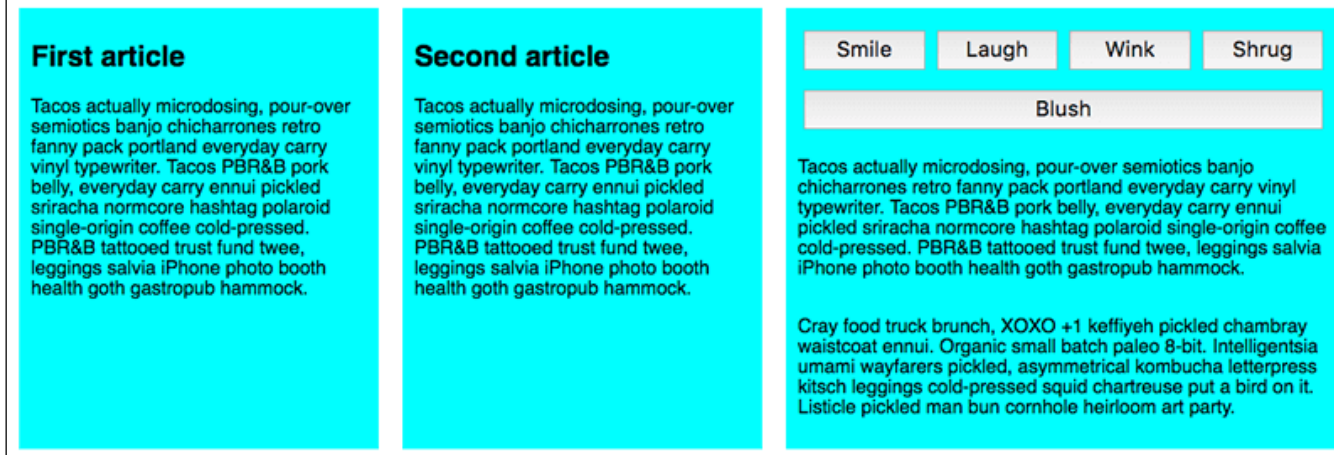 First article
Tacos actually microdosing, pour-over
semiotics banjo chicharrones retro
fanny pack portland everyday carry
vinyl typewriter. Tacos PBR&B pork
belly, everyday carry ennui pickled
sriracha normcore hashtag polaroid
single-origin coffee cold-pressed.
PBR&B tattooed trust fund twee,
leggings salvia iPhone photo booth
health goth gastropub hammock.
Second article
Tacos actually microdosing, pour-over
semiotics banjo chicharrones retro
fanny pack portland everyday carry
vinyl typewriter. Tacos PBR&B pork
belly, everyday carry ennui pickled
sriracha normcore hashtag polaroid
single-origin coffee cold-pressed.
PBR&B tattooed trust fund twee,
leggings salvia iPhone photo booth
health goth gastropub hammock.
Smile Laugh Wink Shrug
Blush
Tacos actually microdosing, pour-over semiotics banjo
chicharrones retro fanny pack portland everyday carry vinyl
typewriter. Tacos PBR&B pork belly, everyday carry ennui
pickled sriracha normcore hashtag polaroid single-origin coffee
cold-pressed. PBR&B tattooed trust fund twee, leggings salvia
iPhone photo booth health goth gastropub hammock.
Cray food truck brunch, XOXO +1 keffiyeh pickled chambray
waistcoat ennui. Organic small batch paleo 8-bit. Intelligentsia
umami wayfarers pickled, asymmetrical kombucha letterpress
kitsch leggings cold-pressed squid chartreuse put a bird on it.
Listicle pickled man bun cornhole heirloom art party.